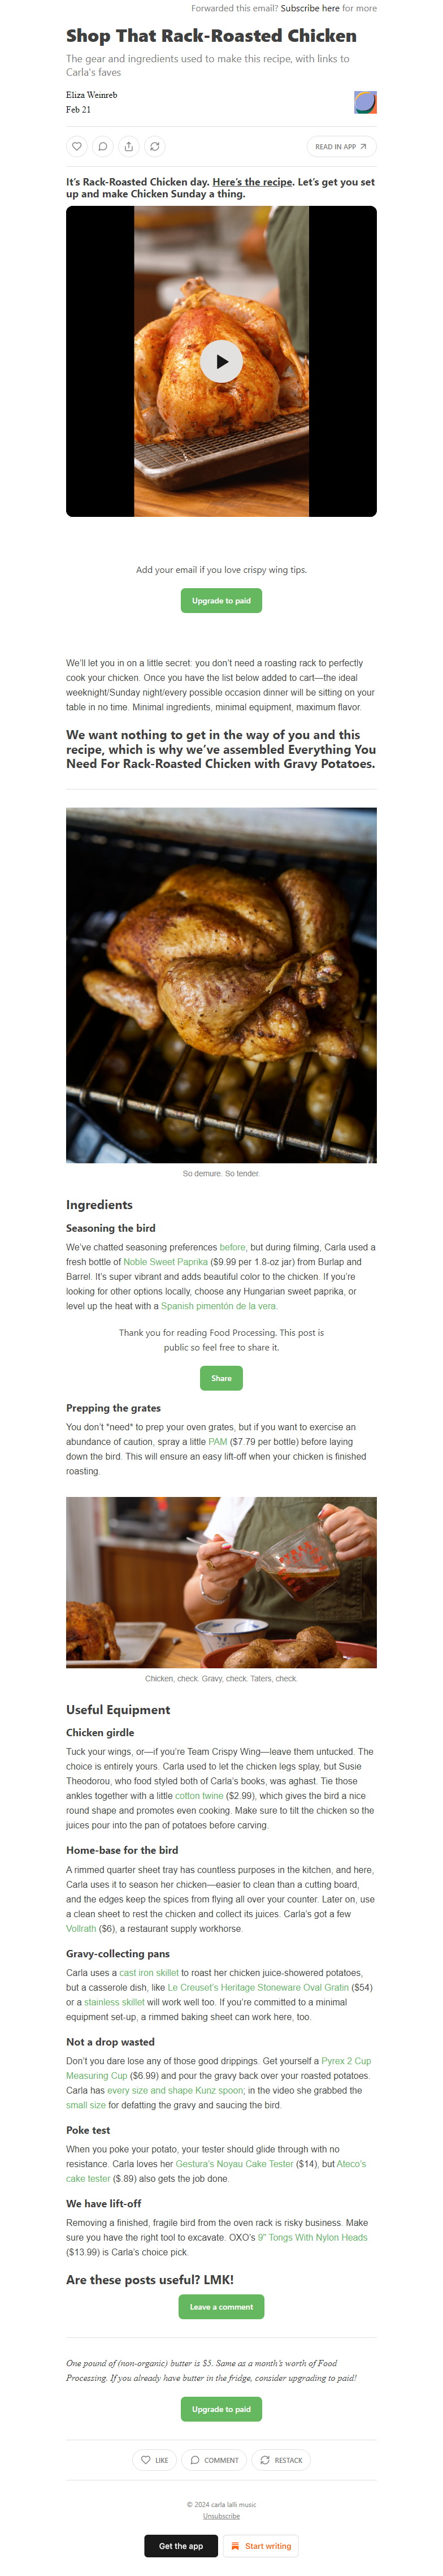 Forwarded this email? Subscribe here for more
Shop That Rack-Roasted Chicken
The gear and ingredients used to make this recipe, with links to
Carla's faves
Eliza Weinreb
Feb 21
READ IN APP
It's Rack-Roasted Chicken day. Here's the recipe. Let's get you set
up and make Chicken Sunday a thing.
Add your email if you love crispy wing tips.
Upgrade to paid
We'll let you in on a little secret: you don't need a roasting rack to perfectly
cook your chicken. Once you have the list below added to cart—the ideal
weeknight/Sunday night/every possible occasion dinner will be sitting on your
table in no time. Minimal ingredients, minimal equipment, maximum flavor.
We want nothing to get in the way of you and this
recipe, which is why we've assembled Everything You
Need For Rack-Roasted Chicken with Gravy Potatoes.
So demure. So tender.
Ingredients
Seasoning the bird
We've chatted seasoning preferences before, but during filming, Carla used a
fresh bottle of Noble Sweet Paprika ($9.99 per 1.8-oz jar) from Burlap and
Barrel. It's super vibrant and adds beautiful color to the chicken. If you're
looking for other options locally, choose any Hungarian sweet paprika, or
level up the heat with a Spanish pimentón de la vera.
Thank you for reading Food Processing. This post is
public so feel free to share it.
Share
Prepping the grates
You don't *need* to prep your oven grates, but if you want to exercise an
abundance of caution, spray a little PAM ($7.79 per bottle) before laying
down the bird. This will ensure an easy lift-off when your chicken is finished
roasting.
Chicken, check. Gravy, check. Taters, check.
Useful Equipment
Chicken girdle
Tuck your wings, or—if you're Team Crispy Wing—leave them untucked. The
choice is entirely yours. Carla used to let the chicken legs splay, but Susie
Theodorou, who food styled both of Carla's books, was aghast. Tie those
ankles together with a little cotton twine ($2.99), which gives the bird a nice
round shape and promotes even cooking. Make sure to tilt the chicken so the
juices pour into the pan of potatoes before carving.
Home-base for the bird
A rimmed quarter sheet tray has countless purposes in the kitchen, and here,
Carla uses it to season her chicken—easier to clean than a cutting board,
and the edges keep the spices from flying all over your counter. Later on, use
a clean sheet to rest the chicken and collect its juices. Carla's got a few
Vollrath ($6), a restaurant supply workhorse.
Gravy-collecting pans
Carla uses a cast iron skillet to roast her chicken juice-showered potatoes,
but a casserole dish, like Le Creuset's Heritage Stoneware Oval Gratin ($54)
or a stainless skillet will work well too. If you're committed to a minimal
equipment set-up, a rimmed baking sheet can work here, too.
Not a drop wasted
Don't you dare lose any of those good drippings. Get yourself a Pyrex 2 Cup
Measuring Cup ($6.99) and pour the gravy back over your roasted potatoes.
Carla has every size and shape Kunz spoon; in the video she grabbed the
small size for defatting the gravy and saucing the bird.
Poke test
When you poke your potato, your tester should glide through with no
resistance. Carla loves her Gestura's Noyau Cake Tester ($14), but Ateco's
cake tester ($.89) also gets the job done.
We have lift-off
Removing a finished, fragile bird from the oven rack is risky business. Make
sure you have the right tool to excavate. OXO's 9" Tongs With Nylon Heads
($13.99) is Carla's choice pick.
Are these posts useful? LMK!
Leave a comment
One pound of (non-organic) butter is $5. Same as a month's worth of Food
Processing. If you already have butter in the fridge, consider upgrading to paid!
Upgrade to paid
LIKE COMMENT RESTACK
© 2024 carla lalli music
Unsubscribe
Get the app Start writing